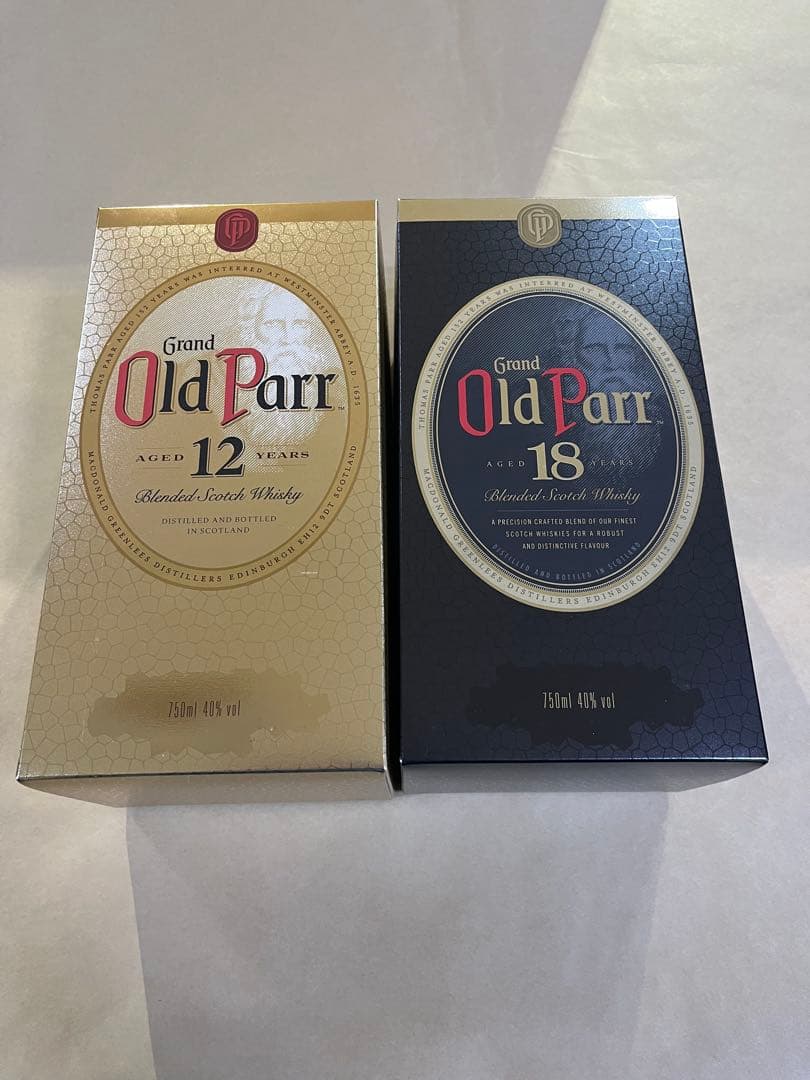 GP
THOMAS PARR AGED 152 YEARS WAS INTERRED AT WESTMINSTER ABBEY A.D. 1635
Grand
Old Parr™
AGED 12 YEARS
Blended Scotch Whisky
DISTILLED AND BOTTLED
IN SCOTLAND
MACDONALD GREENLEES DISTILLERS EDINBURGH EH12 9DT SCOTLAND
750ml 40% vol
GP
THOMAS PARR AGED 152 YEARS WAS INTERRED AT WESTMINSTER ABBEY A.D. 1635
Grand
Old Parr™
AGED 18 YEARS
Blended Scotch Whisky
A PRECISION CRAFTED BLEND OF OUR FINEST
SCOTCH WHISKIES FOR A ROBUST
AND DISTINCTIVE FLAVOUR
DISTILLED AND BOTTLED IN SCOTLAND
MACDONALD GREENLEES DISTILLERS EDINBURGH EH12 9DT SCOTLAND
750ml 40% vol